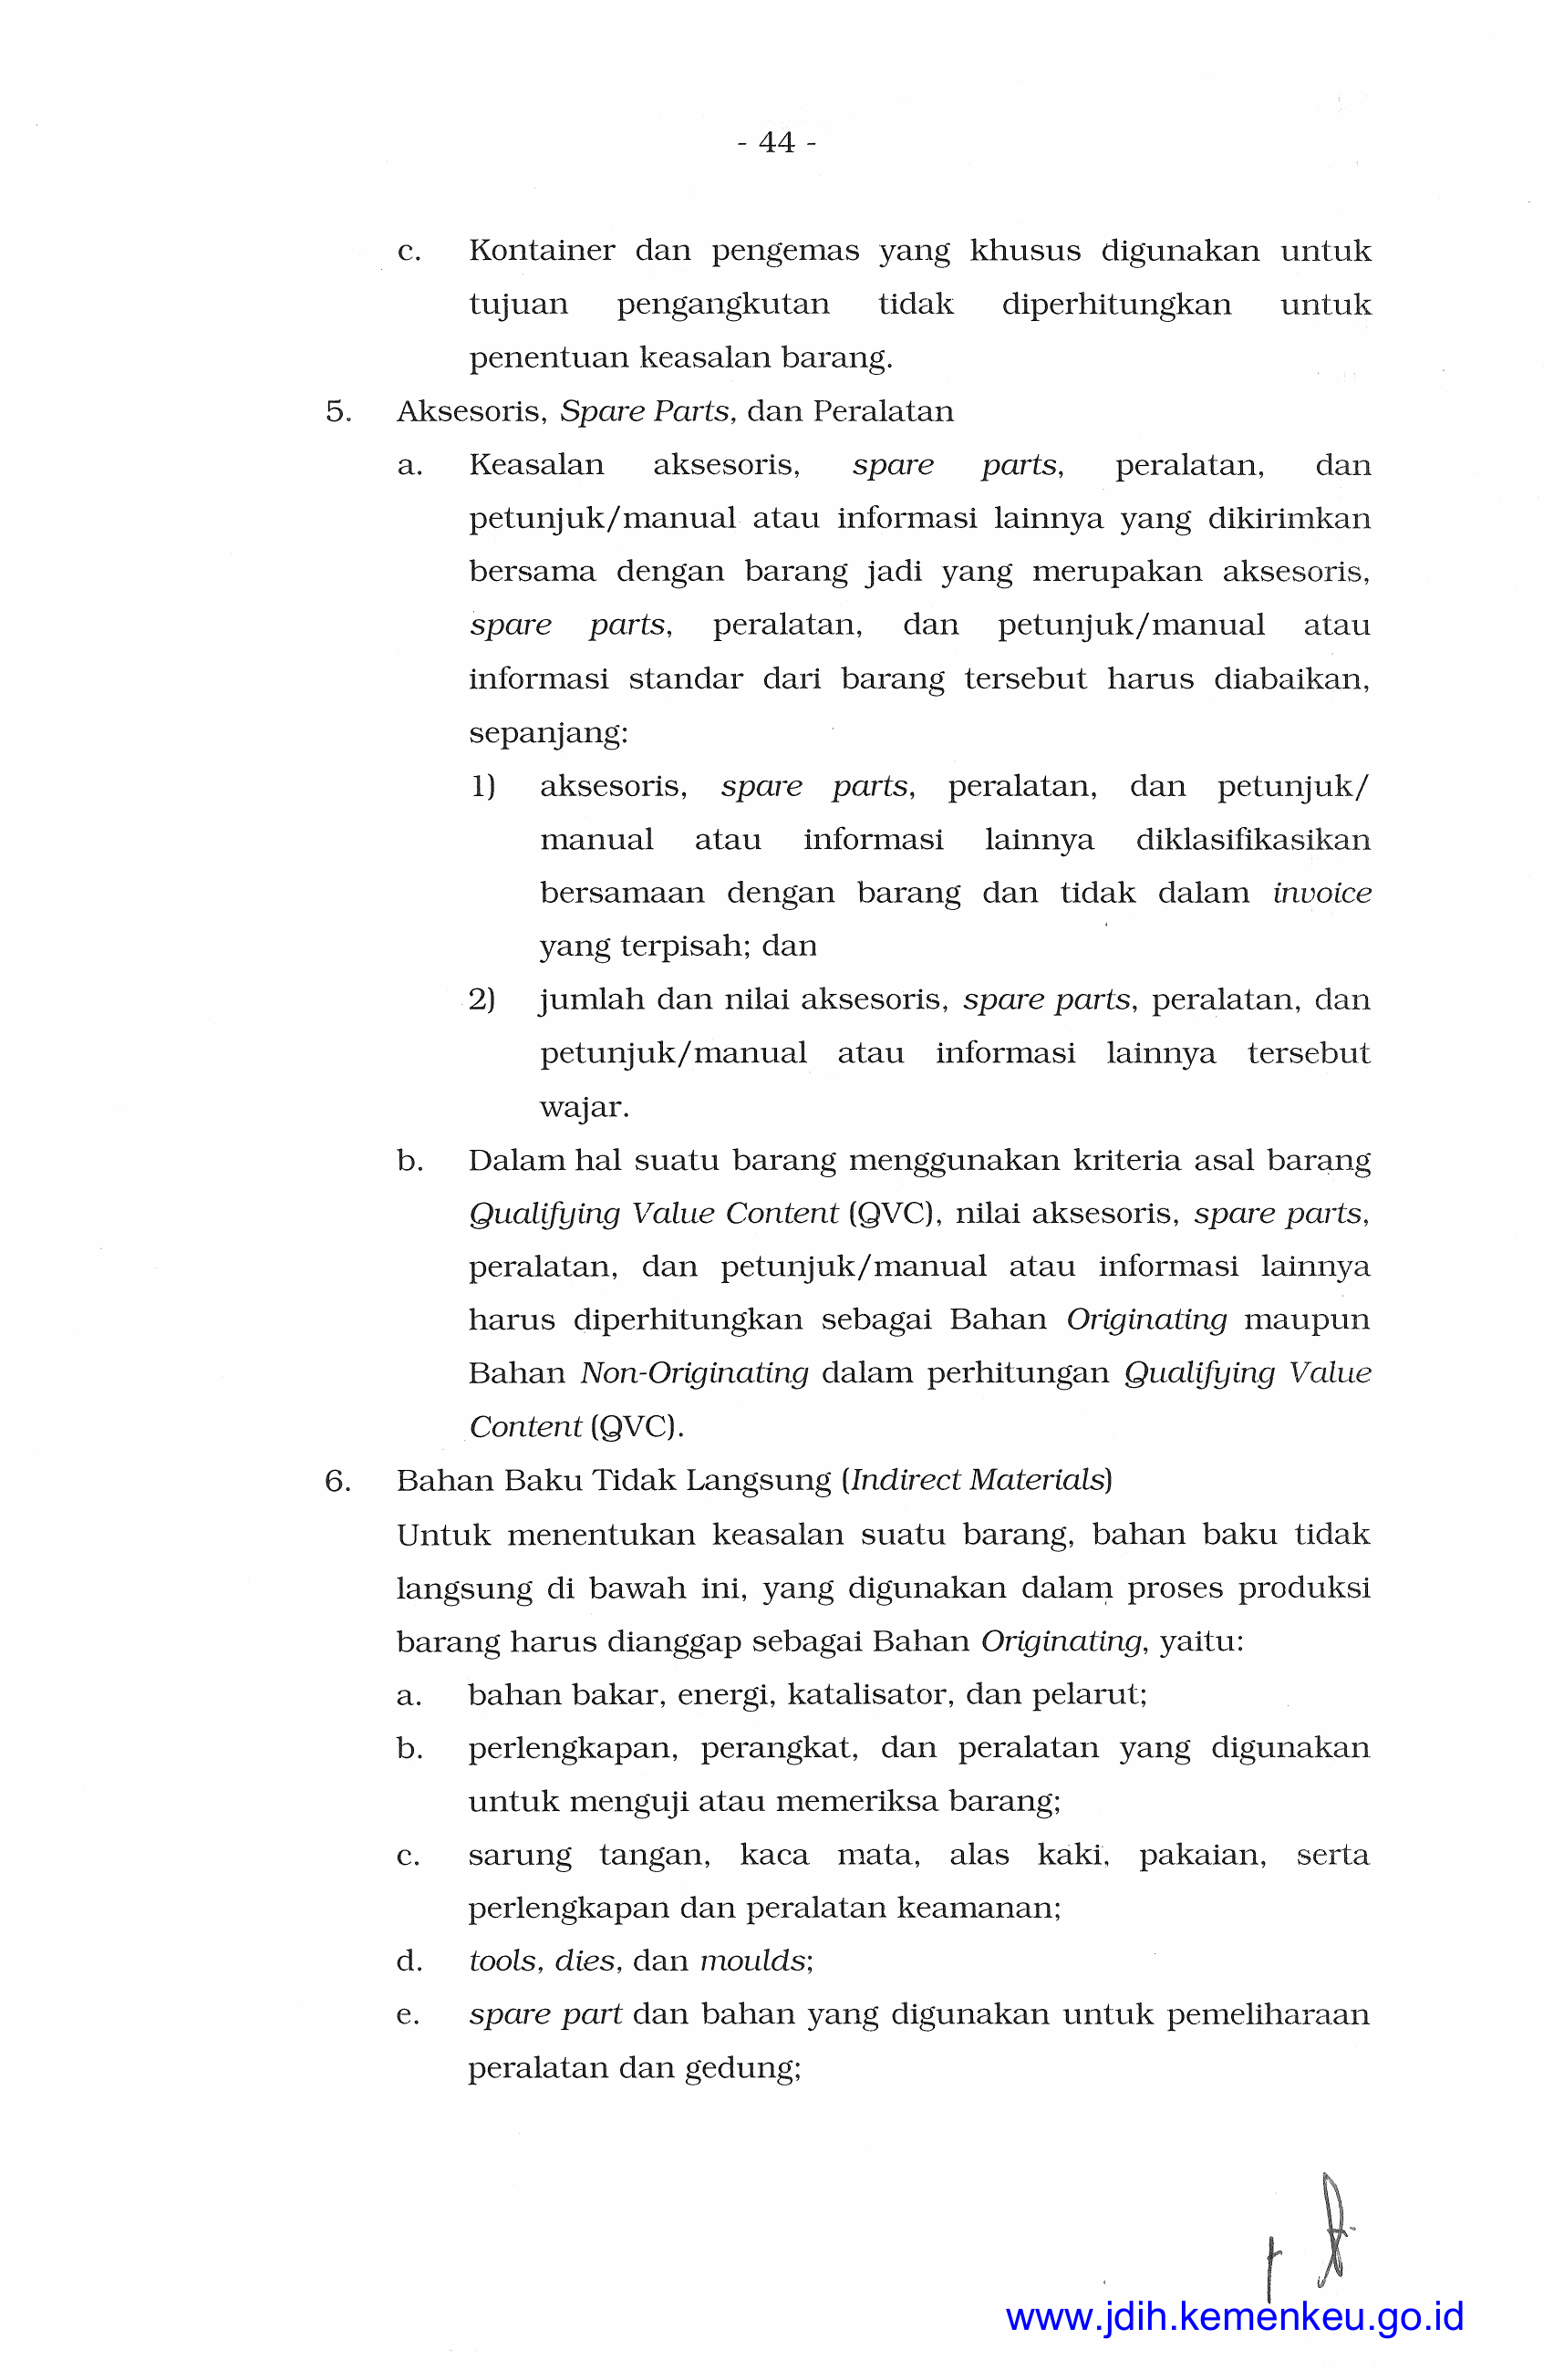 - 44 -
c. Kontainer dan pengemas yang khusus digunakan untuk
tujuan pengangkutan tidak diperhitungkan untuk
penentuan keasalan barang.
5. Aksesoris, Spare Parts, dan Peralatan
a. Keasalan aksesoris, spare parts, peralatan, dan
petunjuk/manual atau informasi lainnya yang dikirimkan
bersama dengan barang jadi yang merupakan aksesoris,
spare parts, peralatan, dan petunjuk/manual atau
informasi standar dari barang tersebut harus diabaikan,
sepanjang:
1) aksesoris, spare parts, peralatan, dan petunjuk/
manual atau informasi lainnya diklasifikasikan
bersamaan dengan barang dan tidak dalam invoice
yang terpisah; dan
2) jumlah dan nilai aksesoris, spare parts, peralatan, dan
petunjuk/manual atau informasi lainnya tersebut
wajar.
b. Dalam hal suatu barang menggunakan kriteria asal barang
Qualifying Value Content (QVC), nilai aksesoris, spare parts,
peralatan, dan petunjuk/manual atau informasi lainnya
harus diperhitungkan sebagai Bahan Originating maupun
Bahan Non-Originating dalam perhitungan Qualifying Value
Content (QVC).
6. Bahan Baku Tidak Langsung (Indirect Materials)
Untuk menentukan keasalan suatu barang, bahan baku tidak
langsung di bawah ini, yang digunakan dalam proses produksi
barang harus dianggap sebagai Bahan Originating, yaitu:
a. bahan bakar, energi, katalisator, dan pelarut;
b. perlengkapan, perangkat, dan peralatan yang digunakan
untuk menguji atau memeriksa barang;
c. sarung tangan, kaca mata, alas kaki, pakaian, serta
perlengkapan dan peralatan keamanan;
d. tools, dies, dan moulds;
e. spare part dan bahan yang digunakan untuk pemeliharaan
peralatan dan gedung;
www.jdih.kemenkeu.go.id